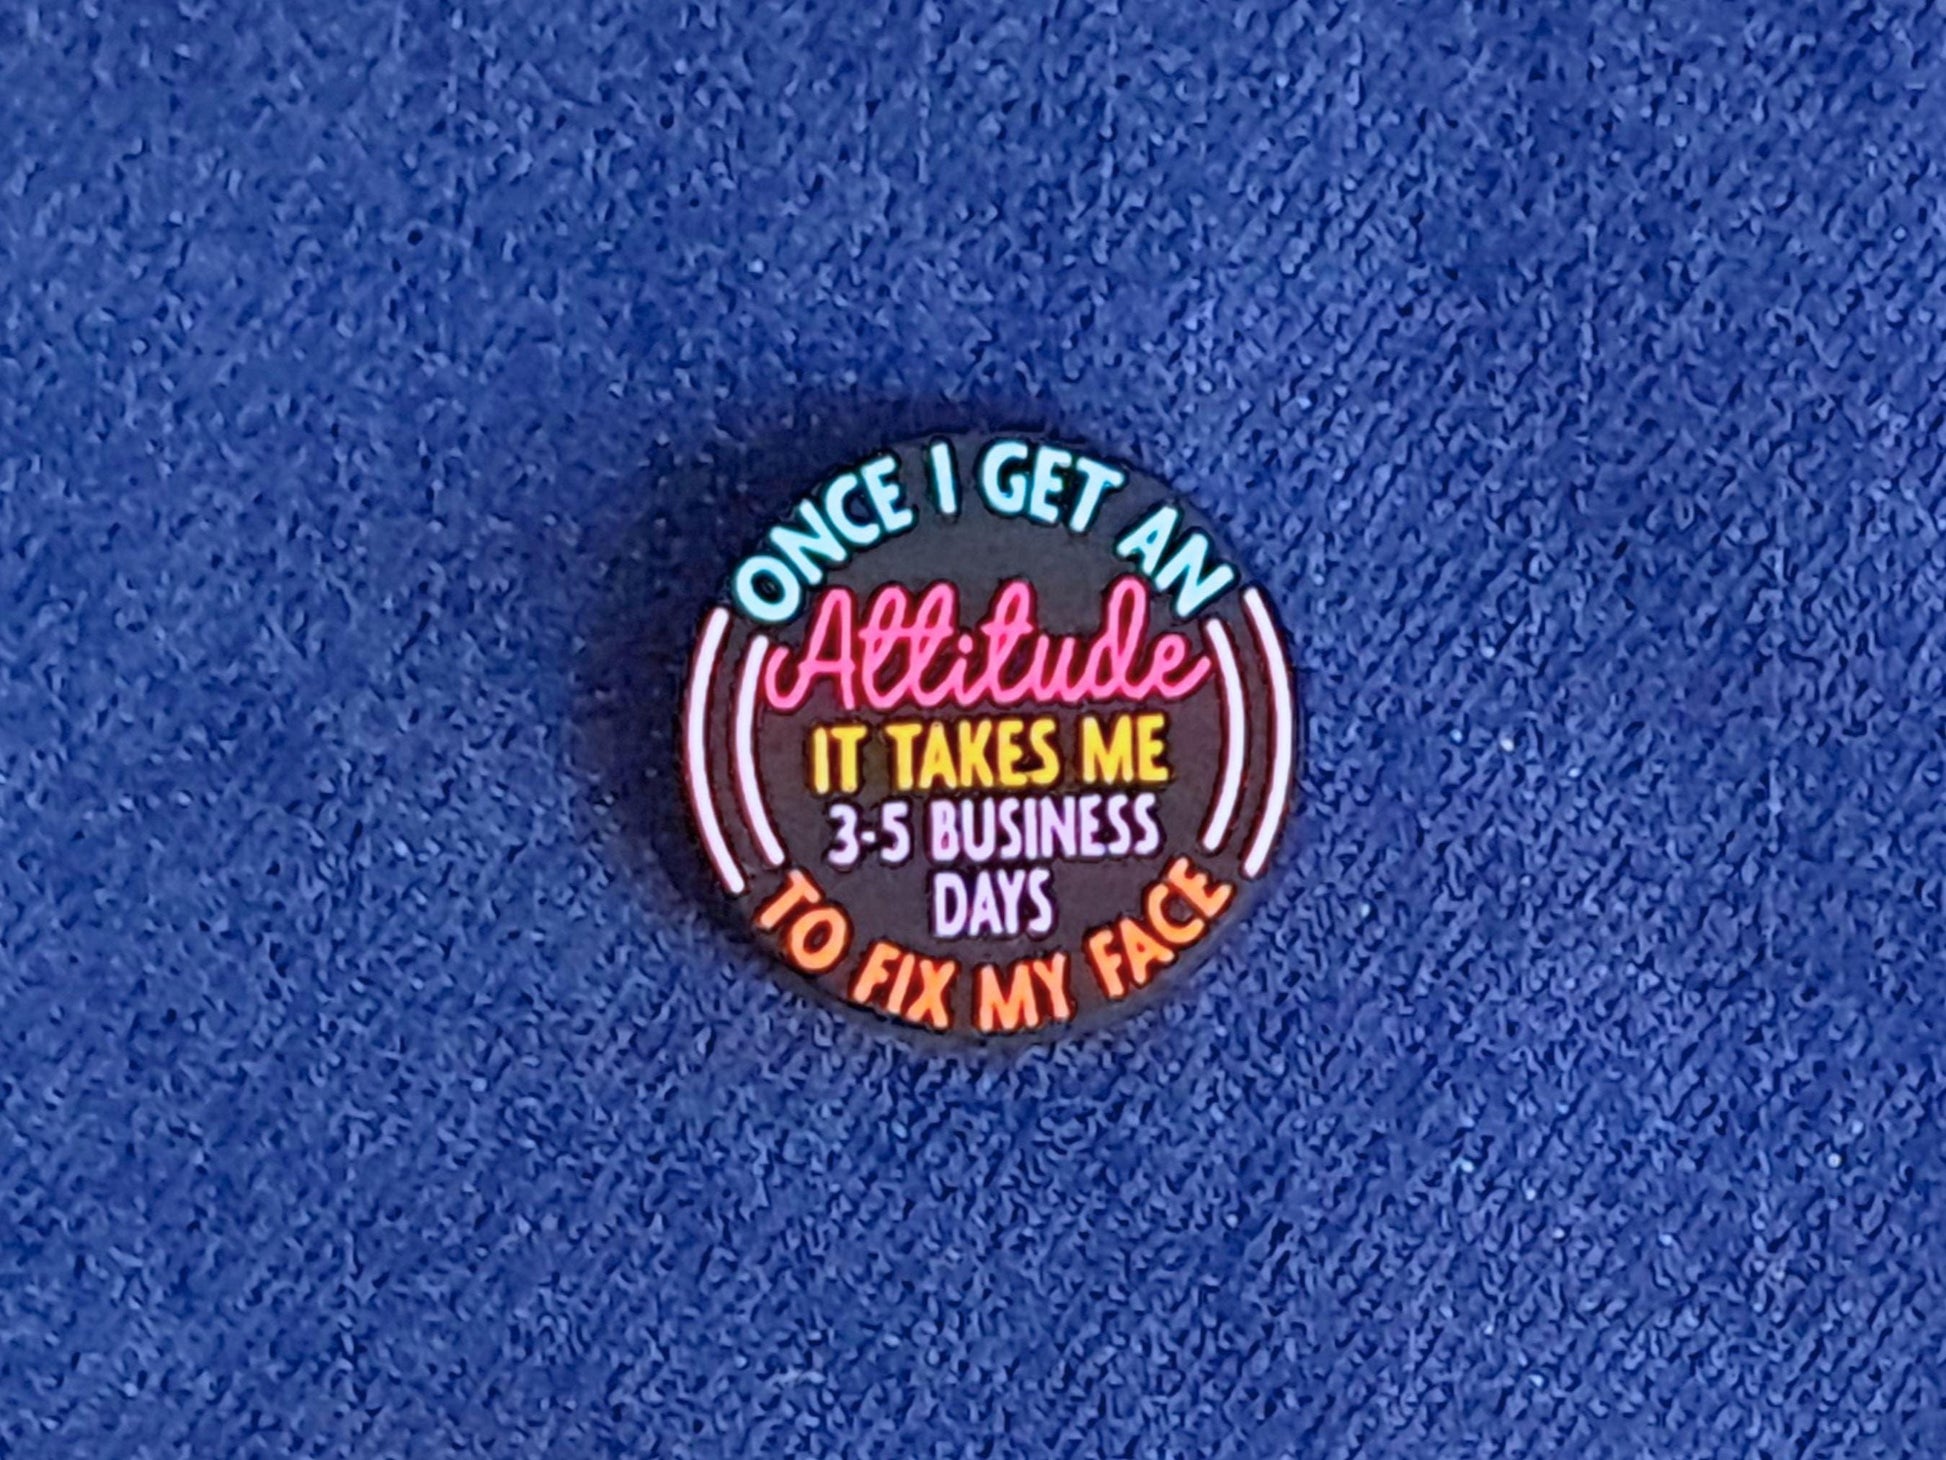 ONCE I GET AN
Attitude
IT TAKES ME
3-5 BUSINESS
DAYS
TO FIX MY FACE